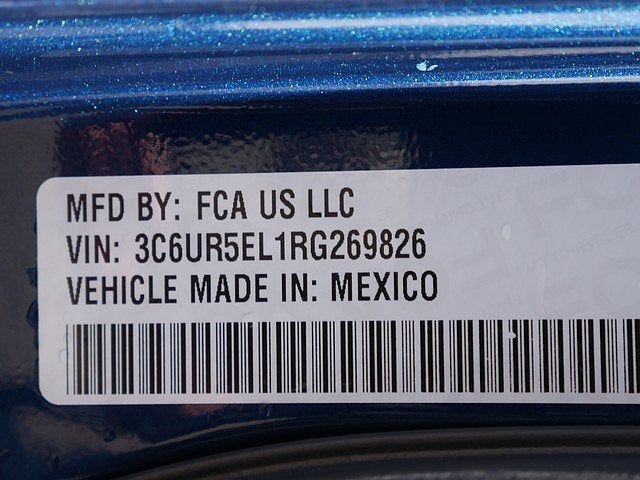 MFD BY: FCA US LLC
VIN: 3C6UR5EL1RG269826
VEHICLE MADE IN: MEXICO